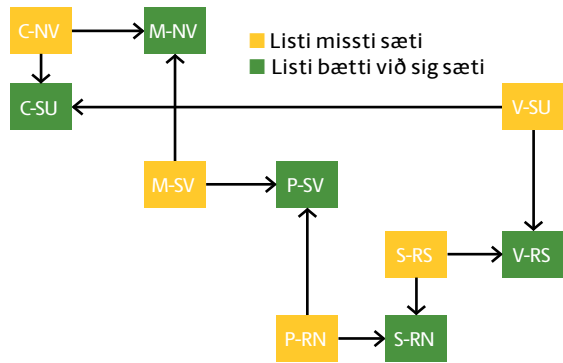 C-NV
M-NV
Listi missti sæti
Listi bætti við sig sæti
C-SU
V-SU
M-SV
P-SV
S-RS
V-RS
P-RN
S-RN